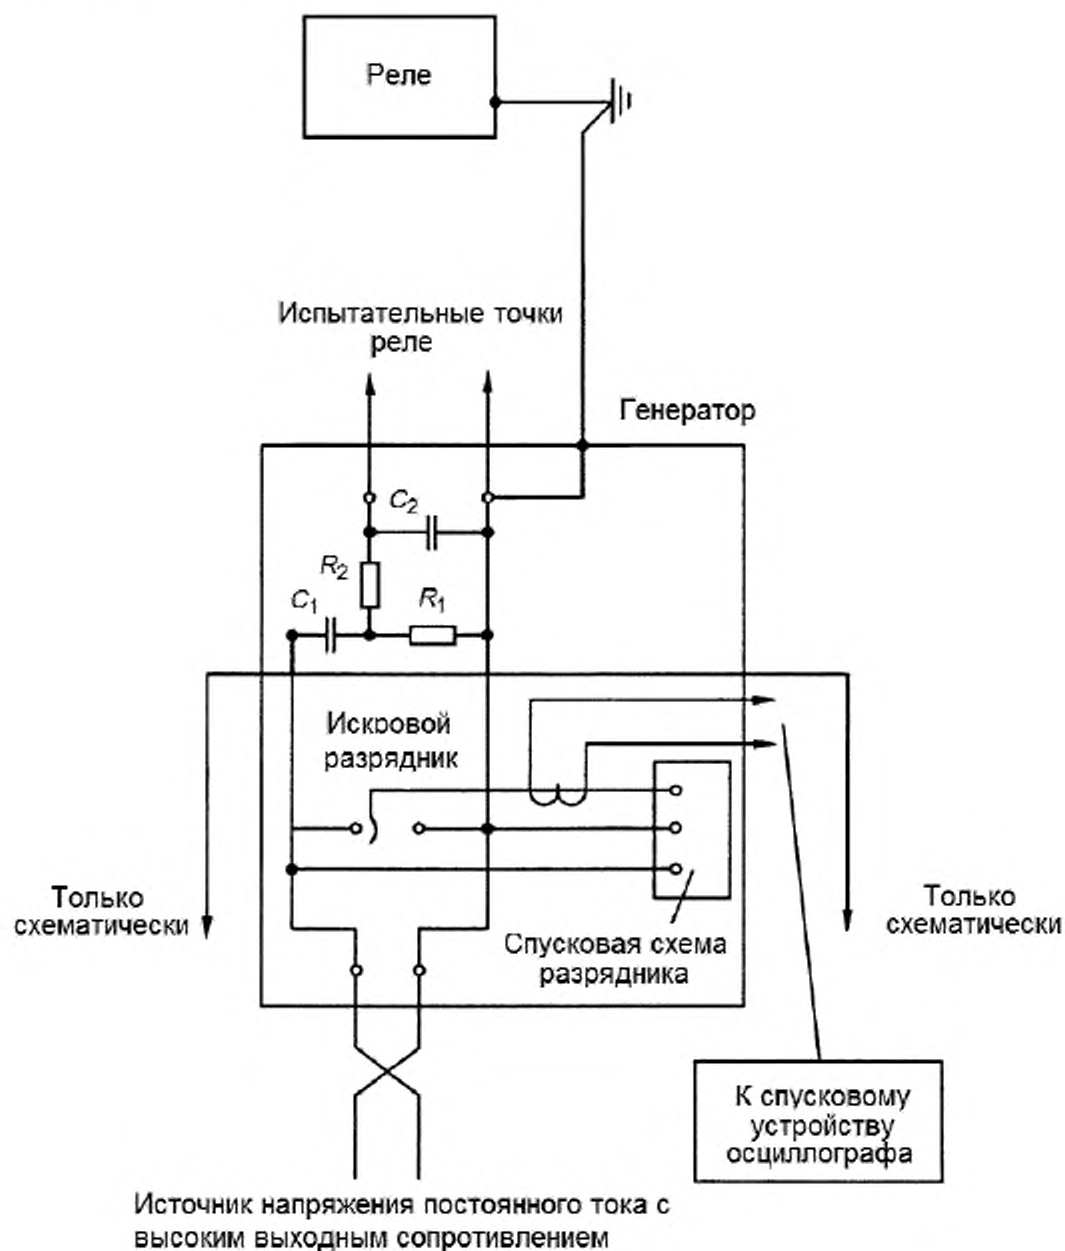 Реле
Испытательные точки
реле
Генератор
C2
R2
C1
R1
Искровой
разрядник
Только
схематически
Только
схематически
Спусковая схема
разрядника
К спусковому
устройству
осциллографа
Источник напряжения постоянного тока с
высоким выходным сопротивлением